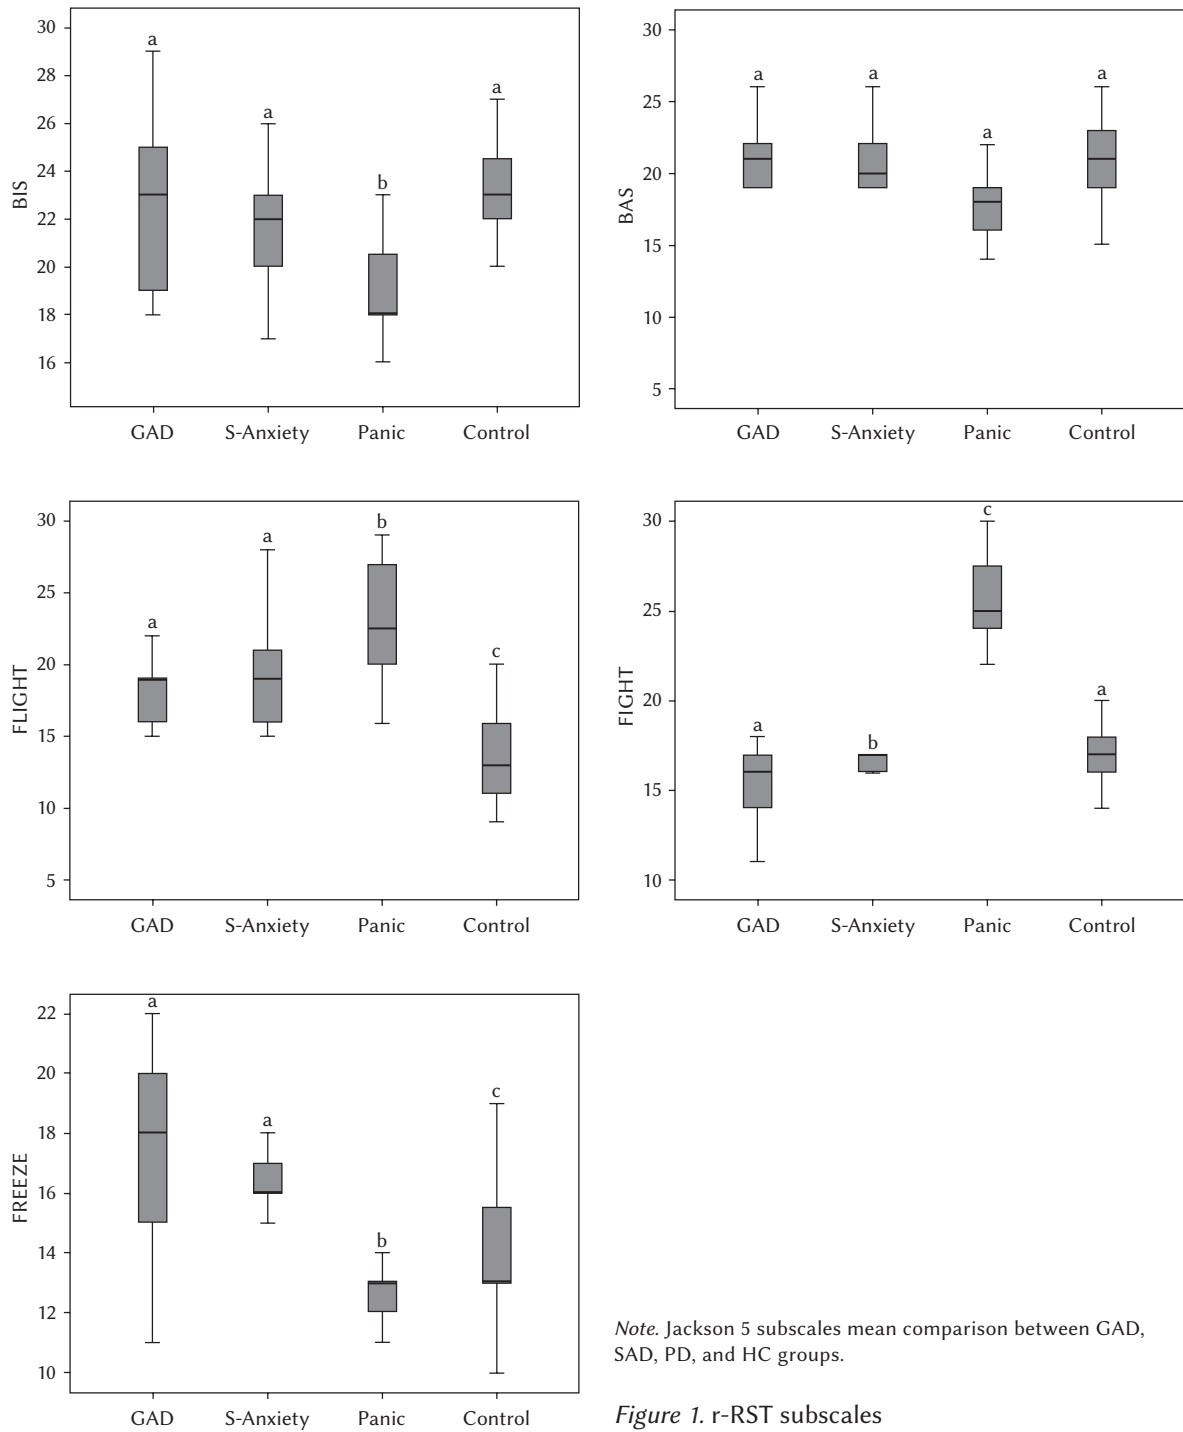 30
28
26
24
22
20
18
16
BIS
a
a
b
a
GAD
S-Anxiety
Panic
Control
30
25
20
15
10
5
BAS
a
a
a
a
GAD
S-Anxiety
Panic
Control
30
25
20
15
10
5
FLIGHT
a
a
b
c
GAD
S-Anxiety
Panic
Control
30
25
20
15
10
FIGHT
a
b
c
a
GAD
S-Anxiety
Panic
Control
22
20
18
16
14
12
10
FREEZE
a
a
b
c
GAD
S-Anxiety
Panic
Control
Note. Jackson 5 subscales mean comparison between GAD,
SAD, PD, and HC groups.
Figure 1. r-RST subscales